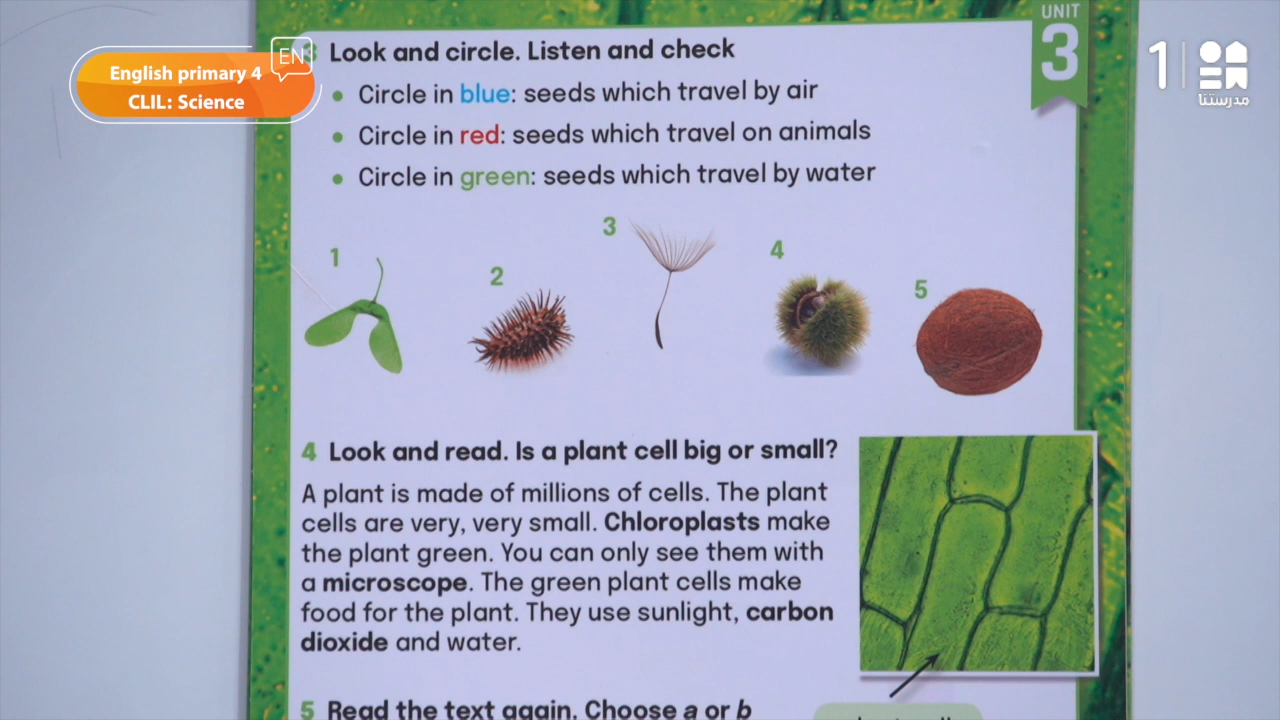 English primary 4
CLIL: Science
EN
UNIT
3
1
مدرستنا
Look and circle. Listen and check
Circle in blue: seeds which travel by air
Circle in red: seeds which travel on animals
Circle in green: seeds which travel by water
1
2
3
4
5
4 Look and read. Is a plant cell big or small?
A plant is made of millions of cells. The plant
cells are very, very small. Chloroplasts make
the plant green. You can only see them with
a microscope. The green plant cells make
food for the plant. They use sunlight, carbon
dioxide and water.
5 Read the text again. Choose a or b